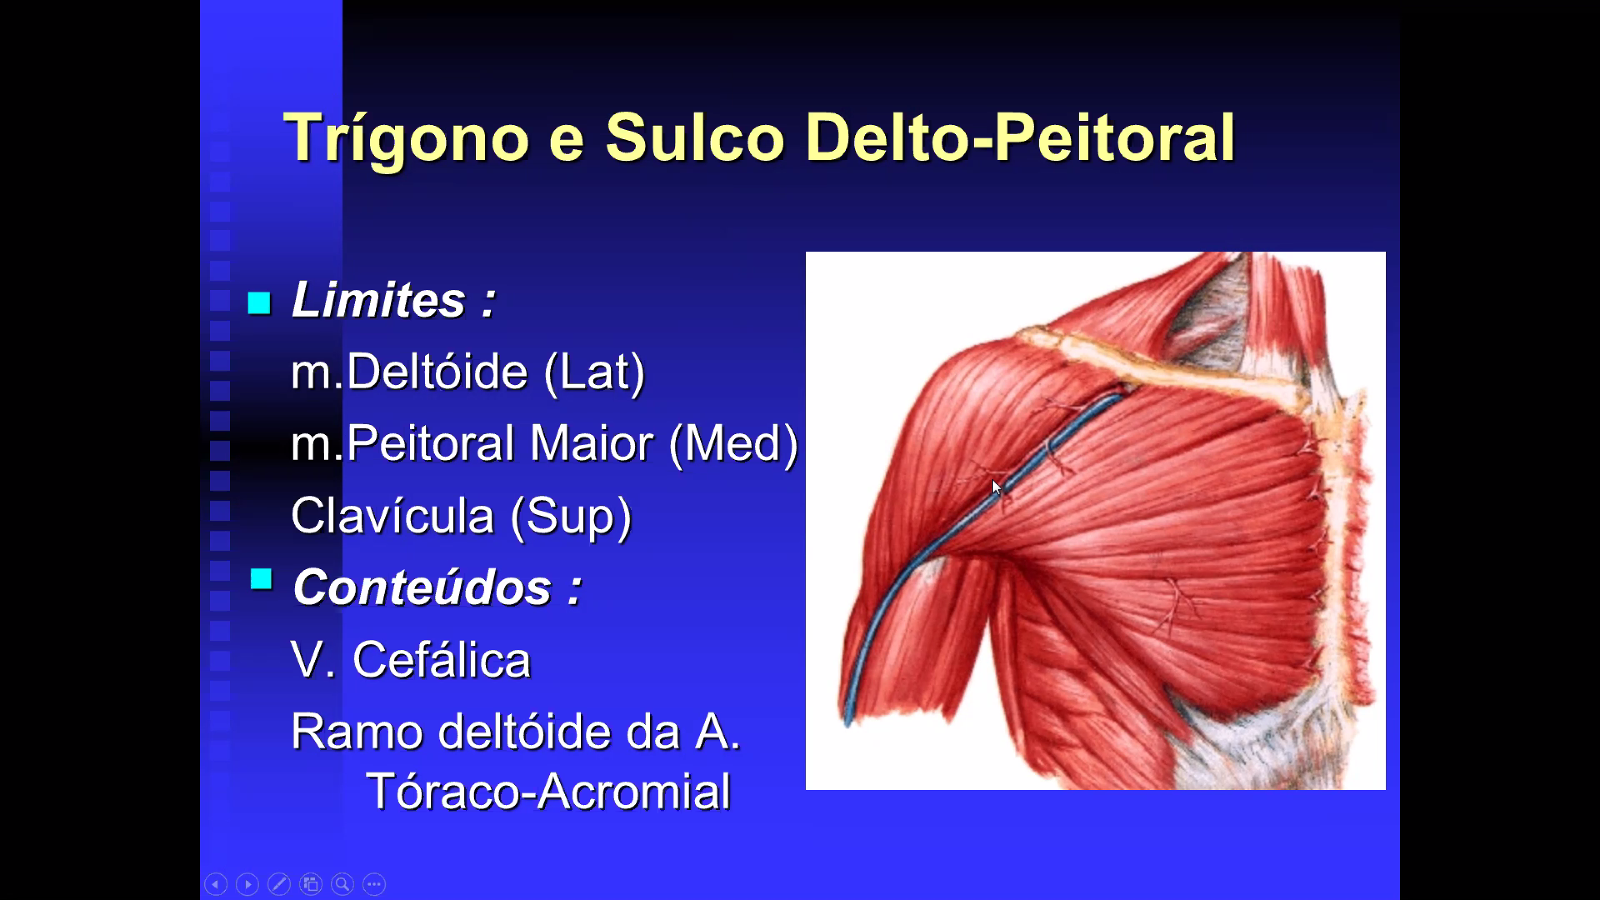 Trígono e Sulco Delto-Peitoral
Limites :
m.Deltóide (Lat)
m.Peitoral Maior (Med)
Clavícula (Sup)
Conteúdos :
V. Cefálica
Ramo deltóide da A.
Tóraco-Acromial